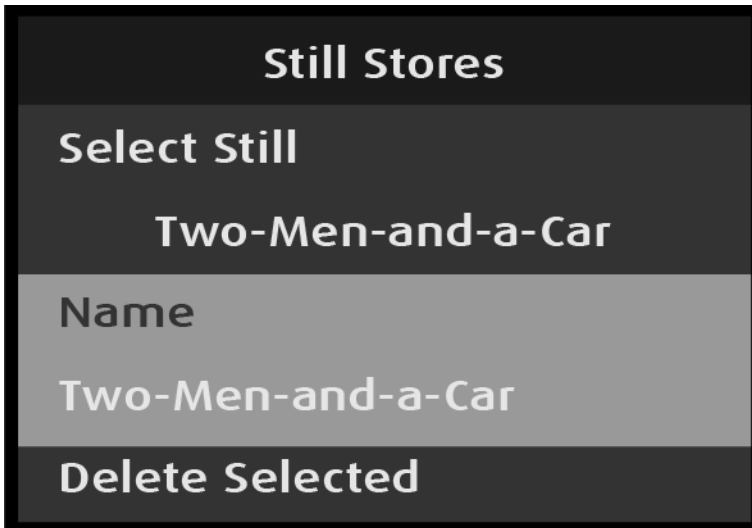 Still Stores
Select Still
Two-Men-and-a-Car
Name
Two-Men-and-a-Car
Delete Selected